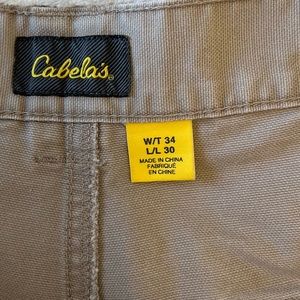 Cabela's
W/T 34
L/L 30
MADE IN CHINA
FABRIQUÉ
EN CHINE